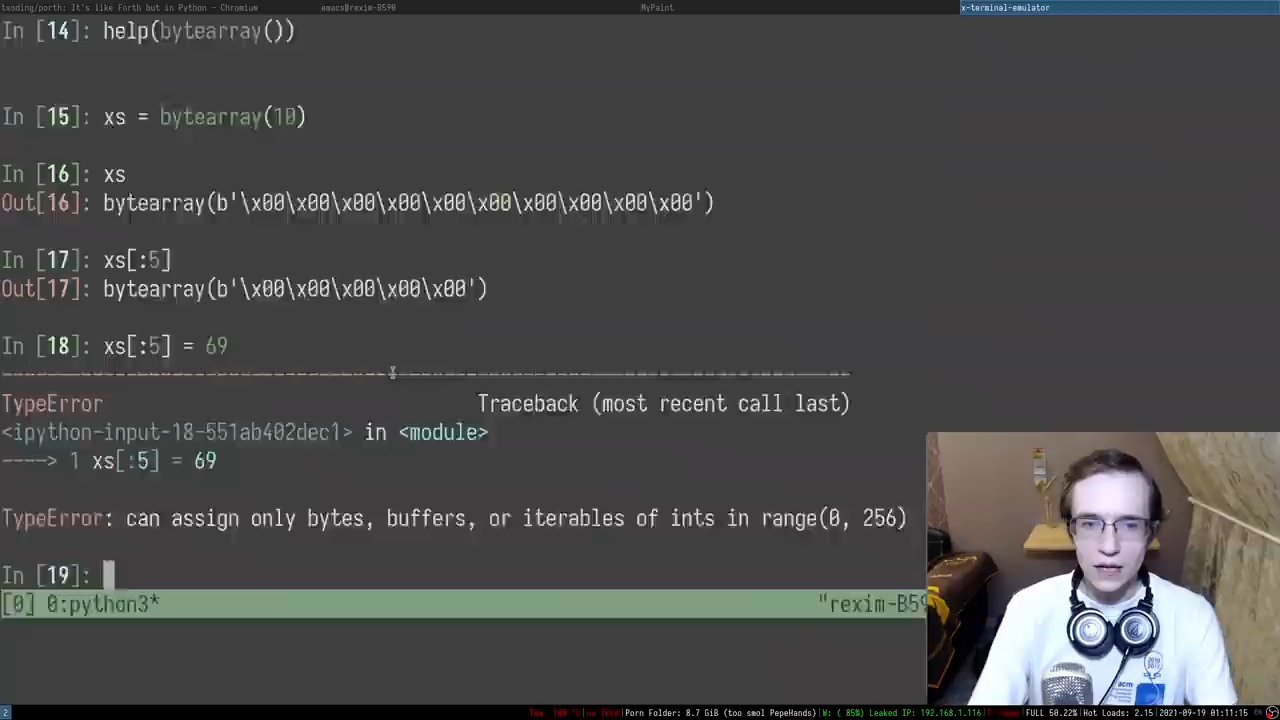 tsoding/porth: It's like Forth but in Python - Chromium emacs@rexim-B590 MyPaint x-terminal-emulator
In [14]: help(bytearray())
In [15]: xs = bytearray(10)
In [16]: xs
Out[16]: bytearray(b'\x00\x00\x00\x00\x00\x00\x00\x00\x00\x00')
In [17]: xs[:5]
Out[17]: bytearray(b'\x00\x00\x00\x00\x00')
In [18]: xs[:5] = 69
TypeError Traceback (most recent call last)
<ipython-input-18-551ab402dec1> in <module>
----> 1 xs[:5] = 69
TypeError: can assign only bytes, buffers, or iterables of ints in range(0, 256)
In [19]:
[0] 0:python3* "rexim-B59
2019
acm
2 Porn Folder: 8.7 GiB (too smol PepeHands)|W: ( 85%) Leaked IP: 192.168.1.116| FULL 50.22%|Hot Loads: 2.15|2021-09-19 01:11:15 EN